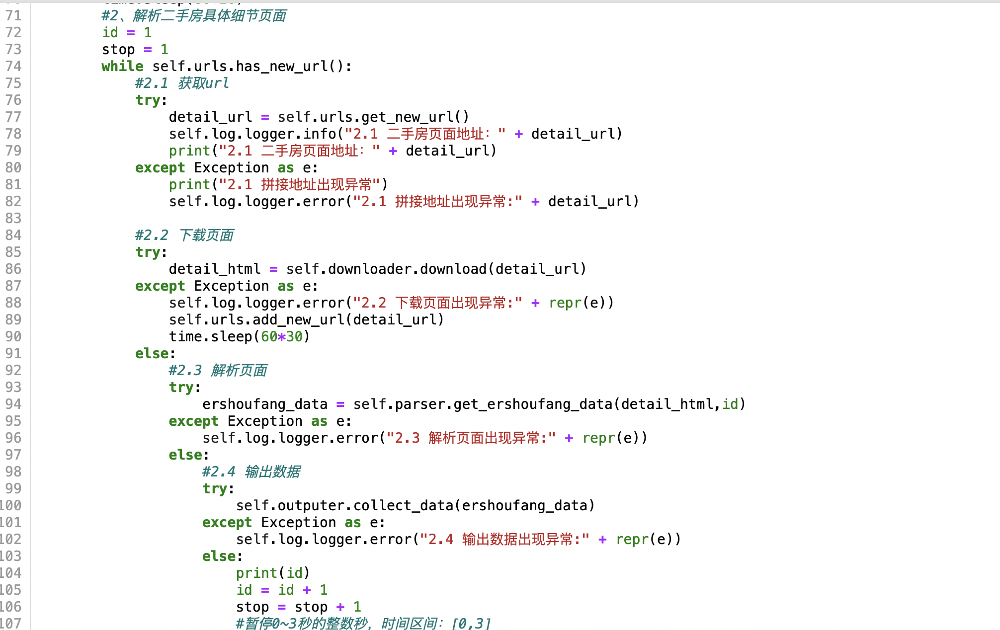 71 #2、解析二手房具体细节页面
72 id = 1
73 stop = 1
74 while self.urls.has_new_url():
75 #2.1 获取url
76 try:
77 detail_url = self.urls.get_new_url()
78 self.log.logger.info("2.1 二手房页面地址：" + detail_url)
79 print("2.1 二手房页面地址：" + detail_url)
80 except Exception as e:
81 print("2.1 拼接地址出现异常")
82 self.log.logger.error("2.1 拼接地址出现异常:" + detail_url)
83
84 #2.2 下载页面
85 try:
86 detail_html = self.downloader.download(detail_url)
87 except Exception as e:
88 self.log.logger.error("2.2 下载页面出现异常:" + repr(e))
89 self.urls.add_new_url(detail_url)
90 time.sleep(60*30)
91 else:
92 #2.3 解析页面
93 try:
94 ershoufang_data = self.parser.get_ershoufang_data(detail_html,id)
95 except Exception as e:
96 self.log.logger.error("2.3 解析页面出现异常:" + repr(e))
97 else:
98 #2.4 输出数据
99 try:
100 self.outputer.collect_data(ershoufang_data)
101 except Exception as e:
102 self.log.logger.error("2.4 输出数据出现异常:" + repr(e))
103 else:
104 print(id)
105 id = id + 1
106 stop = stop + 1
107 #暂停0~3秒的整数秒，时间区间：[0,3]